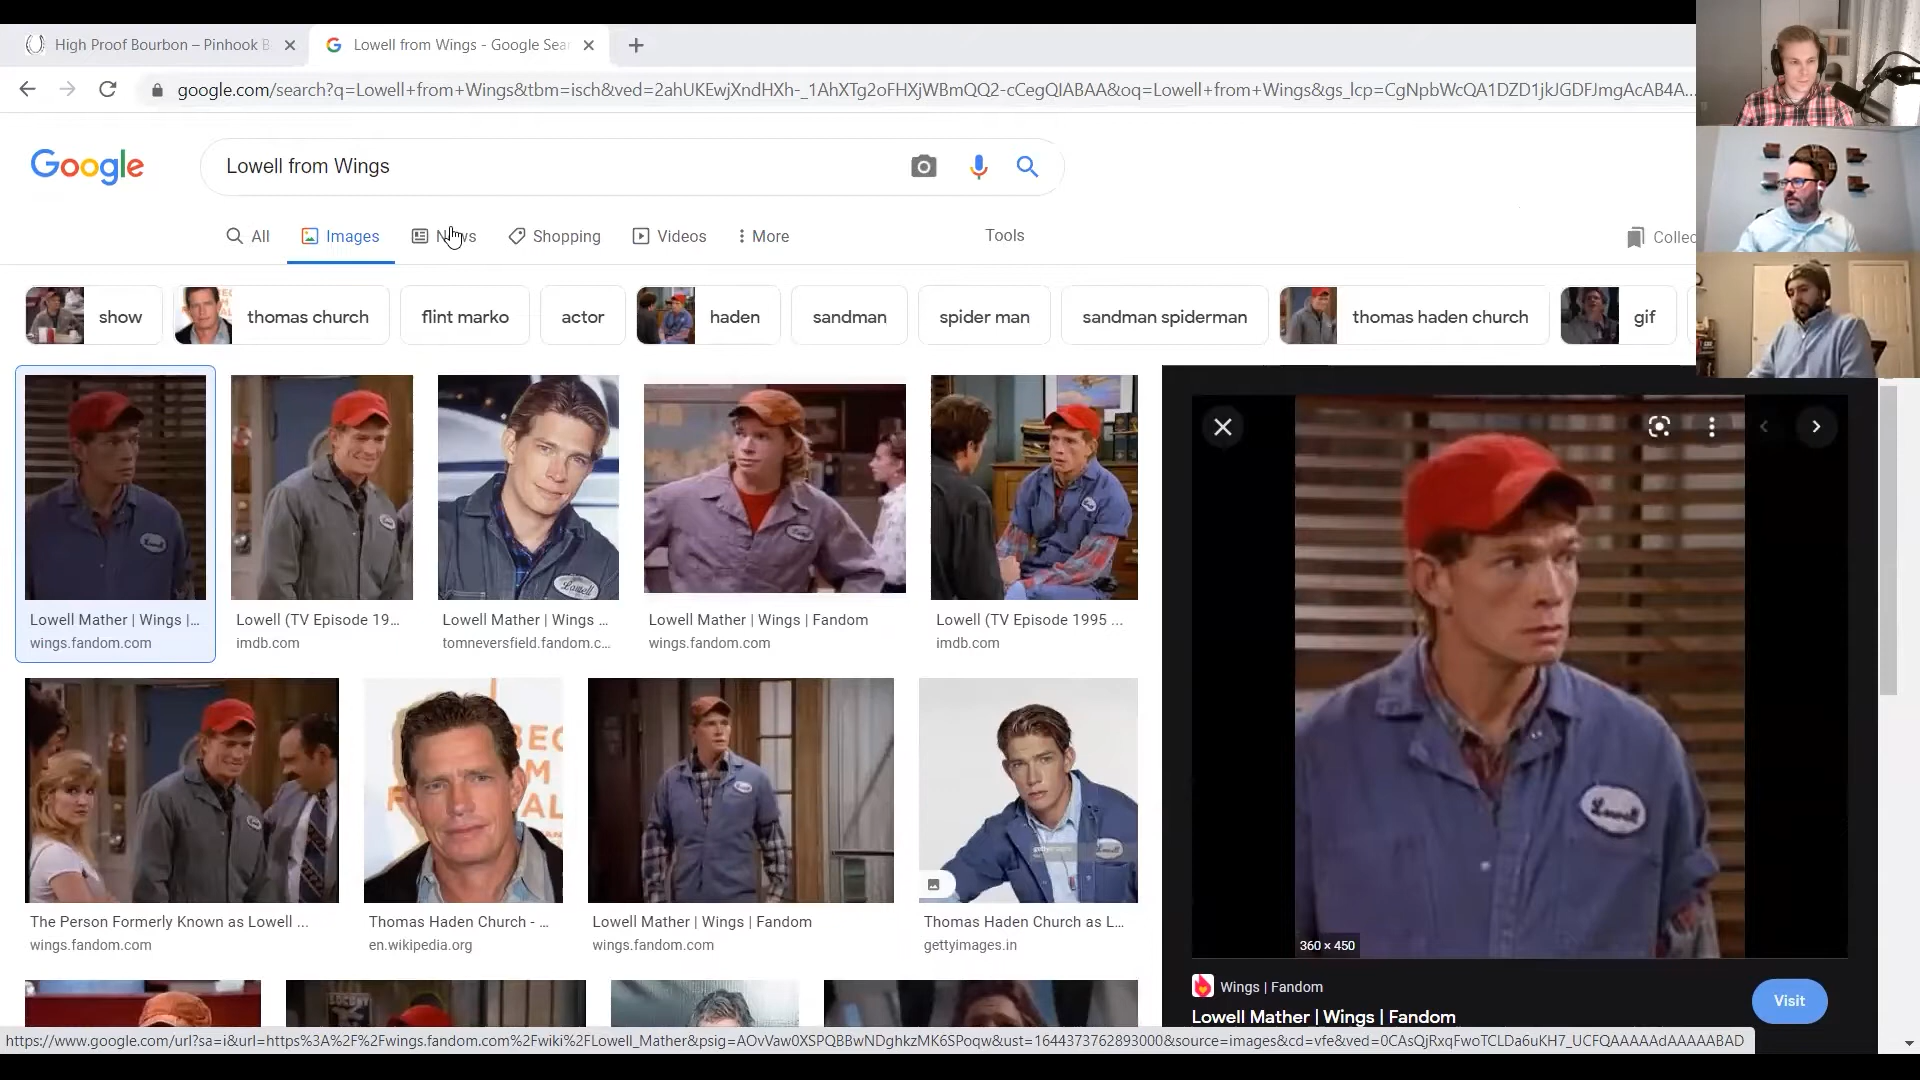 High Proof Bourbon – Pinhook B
Lowell from Wings - Google Sear
google.com/search?q=Lowell+from+Wings&tbm=isch&ved=2ahUKEwjXndHXh-_1AhXTg2oFHXjWBmQQ2-cCegQIABAA&oq=Lowell+from+Wings&gs_lcp=CgNpbWcQA1DZD1jkJGDFJmgAcAB4A...
Google
Lowell from Wings
All Images News Shopping Videos More Tools Collec
show thomas church flint marko actor haden sandman spider man sandman spiderman thomas haden church gif
Lowell Mather | Wings |...
wings.fandom.com
Lowell (TV Episode 19...
imdb.com
Lowell Mather | Wings ...
tomneversfield.fandom.c...
Lowell Mather | Wings | Fandom
wings.fandom.com
Lowell (TV Episode 1995 ...
imdb.com
The Person Formerly Known as Lowell ...
wings.fandom.com
Thomas Haden Church - ...
en.wikipedia.org
Lowell Mather | Wings | Fandom
wings.fandom.com
Thomas Haden Church as L...
gettyimages.in
Lowell
360 × 450
Wings | Fandom
Visit
Lowell Mather | Wings | Fandom
https://www.google.com/url?sa=i&url=https%3A%2F%2Fwings.fandom.com%2Fwiki%2FLowell_Mather&psig=AOvVaw0XSPQBBwNDghkzMK6SPoqw&ust=1644373762893000&source=images&cd=vfe&ved=0CAsQjRxqFwoTCLDa6uKH7_UCFQAAAAAdAAAAABAD